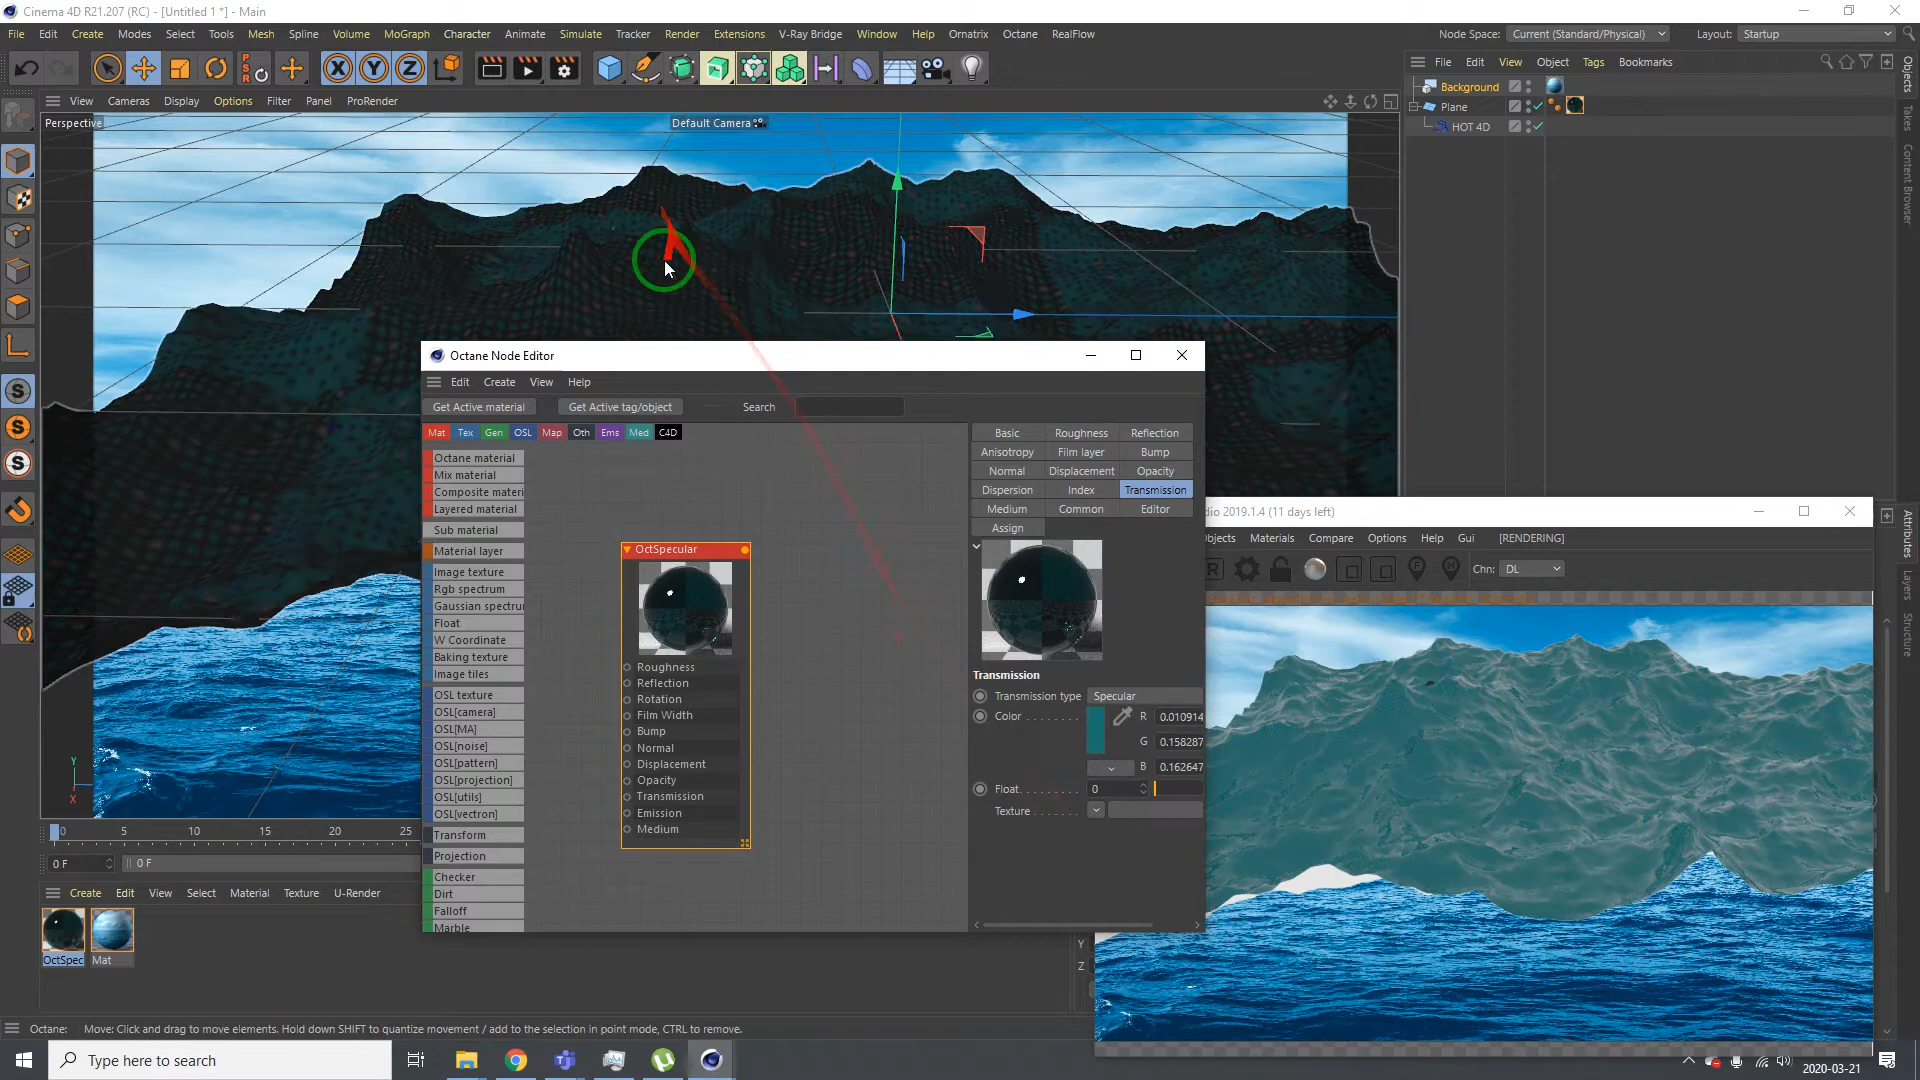 Cinema 4D R21.207 (RC) - [Untitled 1 *] - Main
File Edit Create Modes Select Tools Mesh Spline Volume MoGraph Character Animate Simulate Tracker Render Extensions V-Ray Bridge Window Help Ornatrix Octane RealFlow
Node Space: Current (Standard/Physical) Layout: Startup
X Y Z
PSR
File Edit View Object Tags Bookmarks
View Cameras Display Options Filter Panel ProRender
Background
Plane
HOT 4D
Objects
Takes
Content Browser
Attributes
Layers
Structure
Perspective
Default Camera
Octane Node Editor
Edit Create View Help
Get Active material Get Active tag/object Search
Mat Tex Gen OSL Map Oth Ems Med C4D
Octane material
Mix material
Composite materi
Layered material
Sub material
Material layer
Image texture
Rgb spectrum
Gaussian spectru
Float
W Coordinate
Baking texture
Image tiles
OSL texture
OSL[camera]
OSL[MA]
OSL[noise]
OSL[pattern]
OSL[projection]
OSL[utils]
OSL[vectron]
Transform
Projection
Checker
Dirt
Falloff
Marble
OctSpecular
Roughness
Reflection
Rotation
Film Width
Bump
Normal
Displacement
Opacity
Transmission
Emission
Medium
Basic Roughness Reflection
Anisotropy Film layer Bump
Normal Displacement Opacity
Dispersion Index Transmission
Medium Common Editor
Assign
Transmission
Transmission type Specular
Color R 0.010914
G 0.158287
B 0.162647
Float 0
Texture
dio 2019.1.4 (11 days left)
bjects Materials Compare Options Help Gui [RENDERING]
R Chn: DL
Y
X
0 5 10 15 20 25
0 F 0 F
Create Edit View Select Material Texture U-Render
OctSpec Mat
Y
Z
Octane: Move: Click and drag to move elements. Hold down SHIFT to quantize movement / add to the selection in point mode, CTRL to remove.
Type here to search
2020-03-21